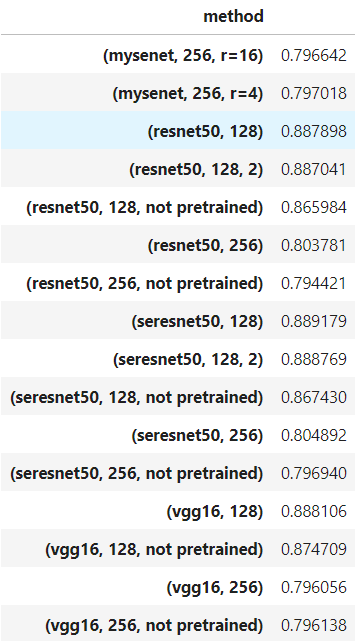 method
(mysenet, 256, r=16) 0.796642
(mysenet, 256, r=4) 0.797018
(resnet50, 128) 0.887898
(resnet50, 128, 2) 0.887041
(resnet50, 128, not pretrained) 0.865984
(resnet50, 256) 0.803781
(resnet50, 256, not pretrained) 0.794421
(seresnet50, 128) 0.889179
(seresnet50, 128, 2) 0.888769
(seresnet50, 128, not pretrained) 0.867430
(seresnet50, 256) 0.804892
(seresnet50, 256, not pretrained) 0.796940
(vgg16, 128) 0.888106
(vgg16, 128, not pretrained) 0.874709
(vgg16, 256) 0.796056
(vgg16, 256, not pretrained) 0.796138